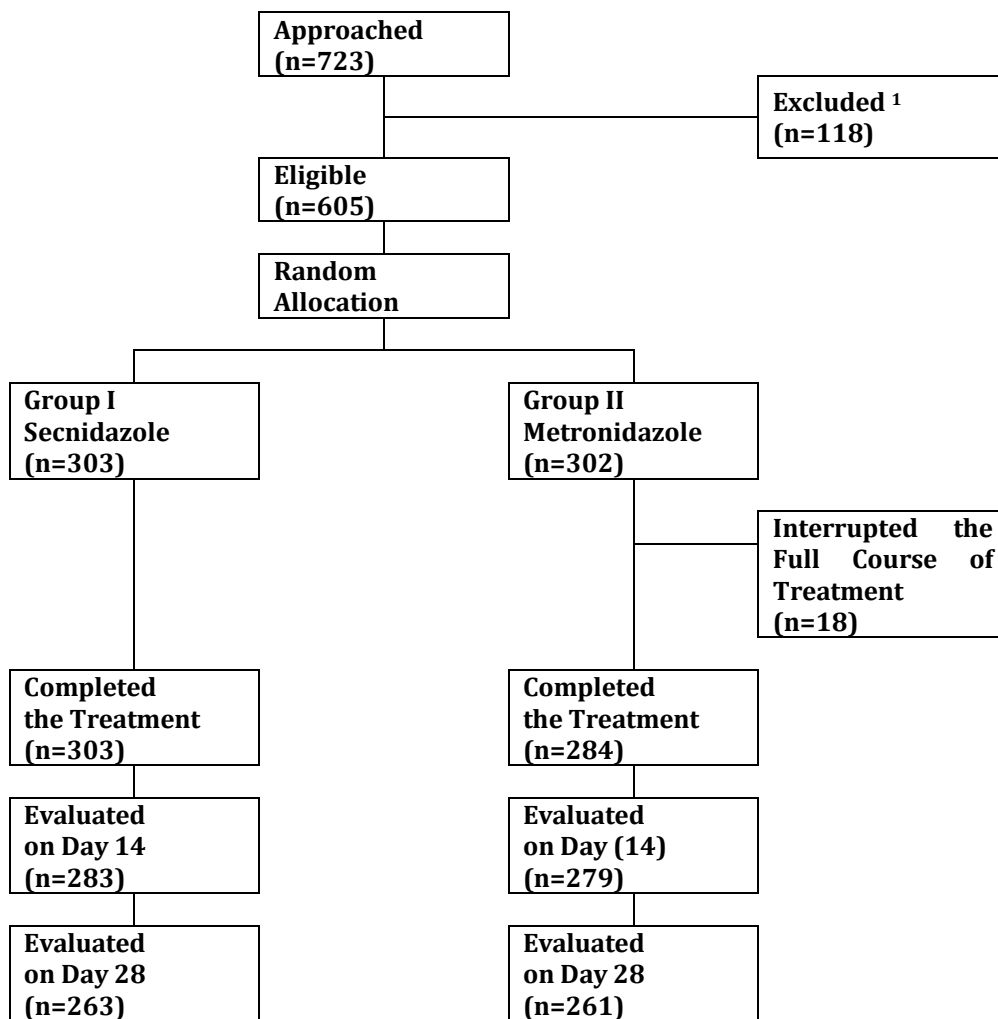 Approached
(n=723)
Excluded ¹
(n=118)
Eligible
(n=605)
Random
Allocation
Group I
Secnidazole
(n=303)
Group II
Metronidazole
(n=302)
Interrupted the
Full Course of
Treatment
(n=18)
Completed
the Treatment
(n=303)
Completed
the Treatment
(n=284)
Evaluated
on Day 14
(n=283)
Evaluated
on Day (14)
(n=279)
Evaluated
on Day 28
(n=263)
Evaluated
on Day 28
(n=261)